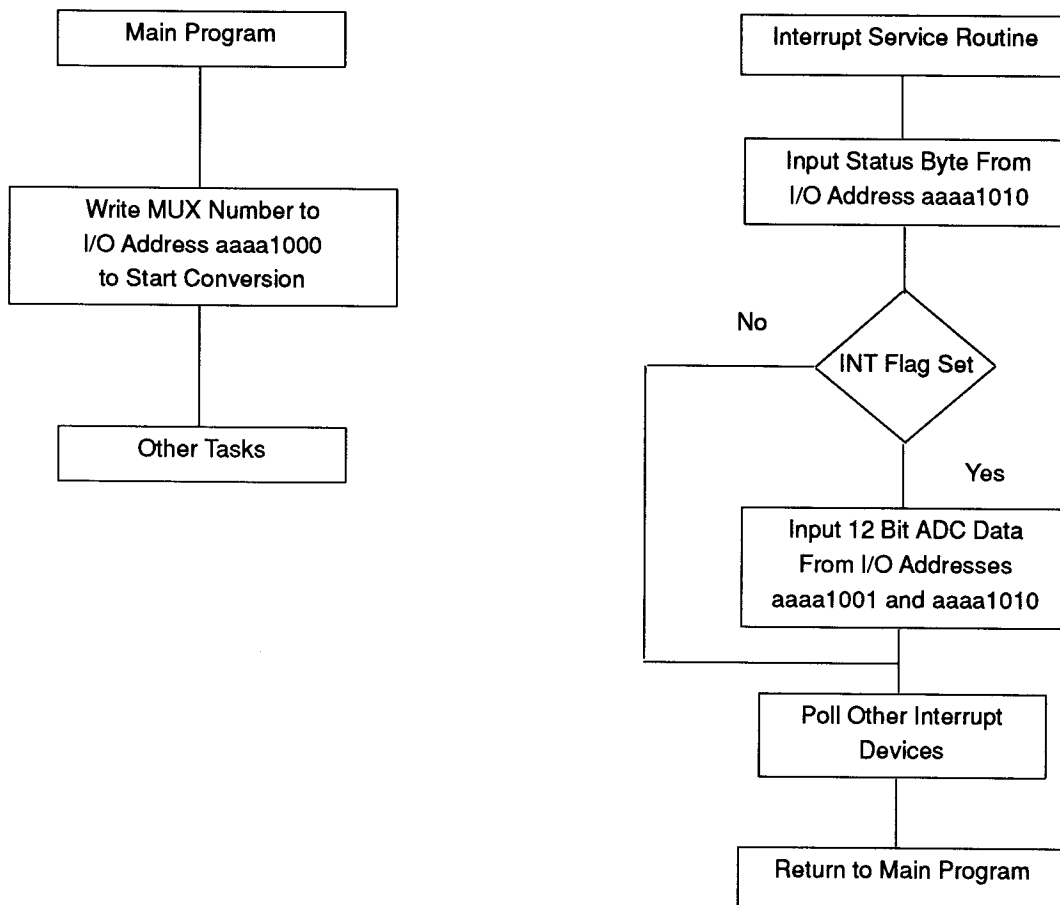 Main Program
Write MUX Number to
I/O Address aaaa1000
to Start Conversion
Other Tasks
Interrupt Service Routine
Input Status Byte From
I/O Address aaaa1010
No
INT Flag Set
Yes
Input 12 Bit ADC Data
From I/O Addresses
aaaa1001 and aaaa1010
Poll Other Interrupt
Devices
Return to Main Program